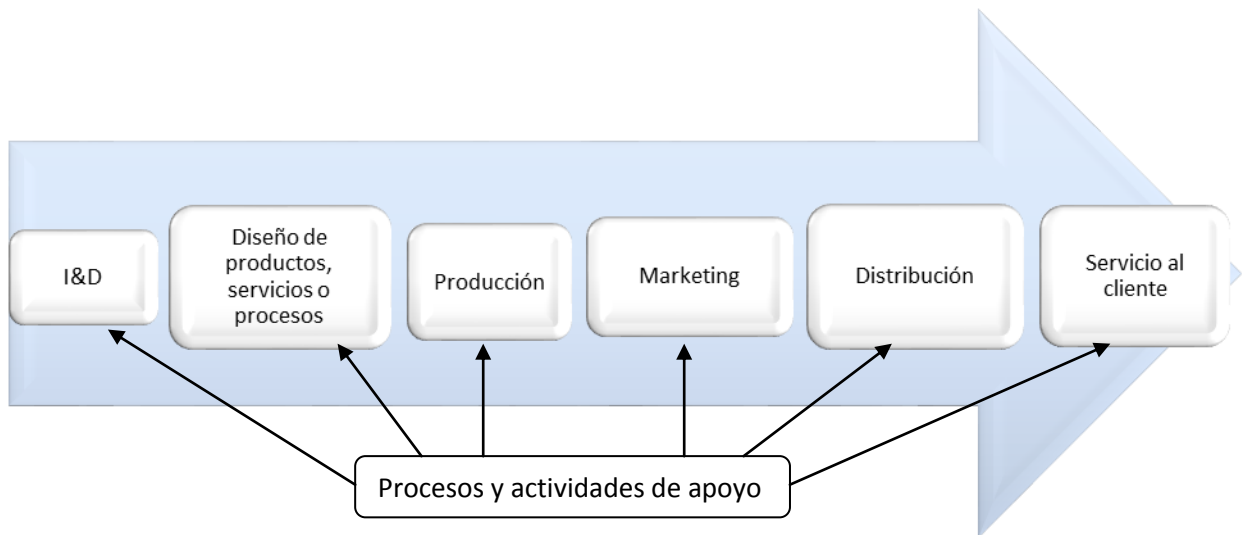 I&D
Diseño de
productos,
servicios o
procesos
Producción
Marketing
Distribución
Servicio al
cliente
Procesos y actividades de apoyo